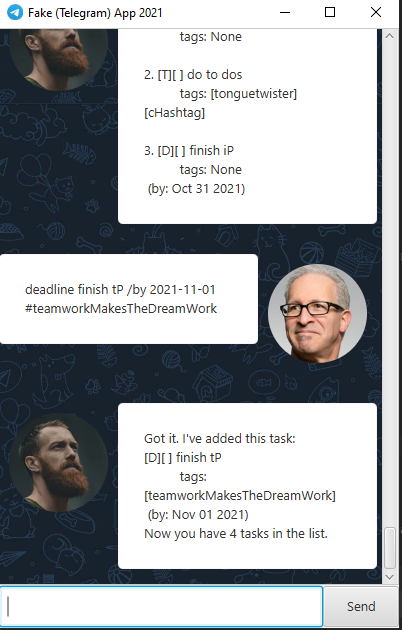 Fake (Telegram) App 2021
tags: None
2. [T][ ] do to dos
tags: [tonguetwister]
[cHashtag]
3. [D][ ] finish iP
tags: None
(by: Oct 31 2021)
deadline finish tP /by 2021-11-01
#teamworkMakesTheDreamWork
Got it. I've added this task:
[D][ ] finish tP
tags:
[teamworkMakesTheDreamWork]
(by: Nov 01 2021)
Now you have 4 tasks in the list.
Send